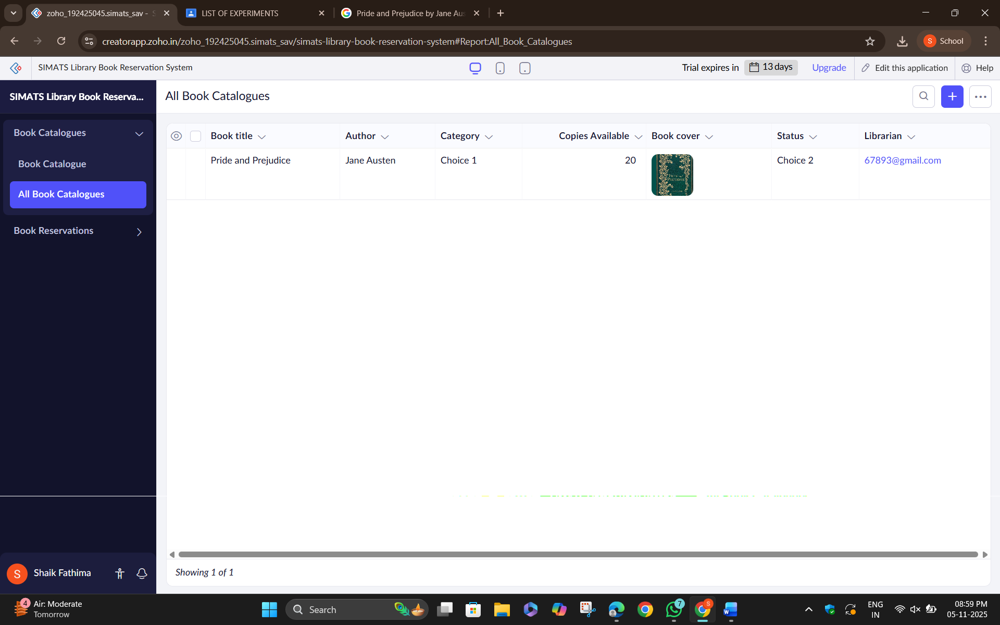 zoho_192425045.simats_sav -
LIST OF EXPERIMENTS
Pride and Prejudice by Jane Aus
creatorapp.zoho.in/zoho_192425045.simats_sav/simats-library-book-reservation-system#Report:All_Book_Catalogues
S School
SIMATS Library Book Reservation System
Trial expires in 13 days Upgrade Edit this application Help
SIMATS Library Book Reserva...
All Book Catalogues
Book Catalogues
Book Catalogue
All Book Catalogues
Book Reservations
Book title Author Category Copies Available Book cover Status Librarian
Pride and Prejudice Jane Austen Choice 1 20 Choice 2 67893@gmail.com
PRIDE and
PREJUDICE
Showing 1 of 1
S Shaik Fathima
4 Air: Moderate
Tomorrow
Search
7
S
W
ENG
IN
08:59 PM
05-11-2025